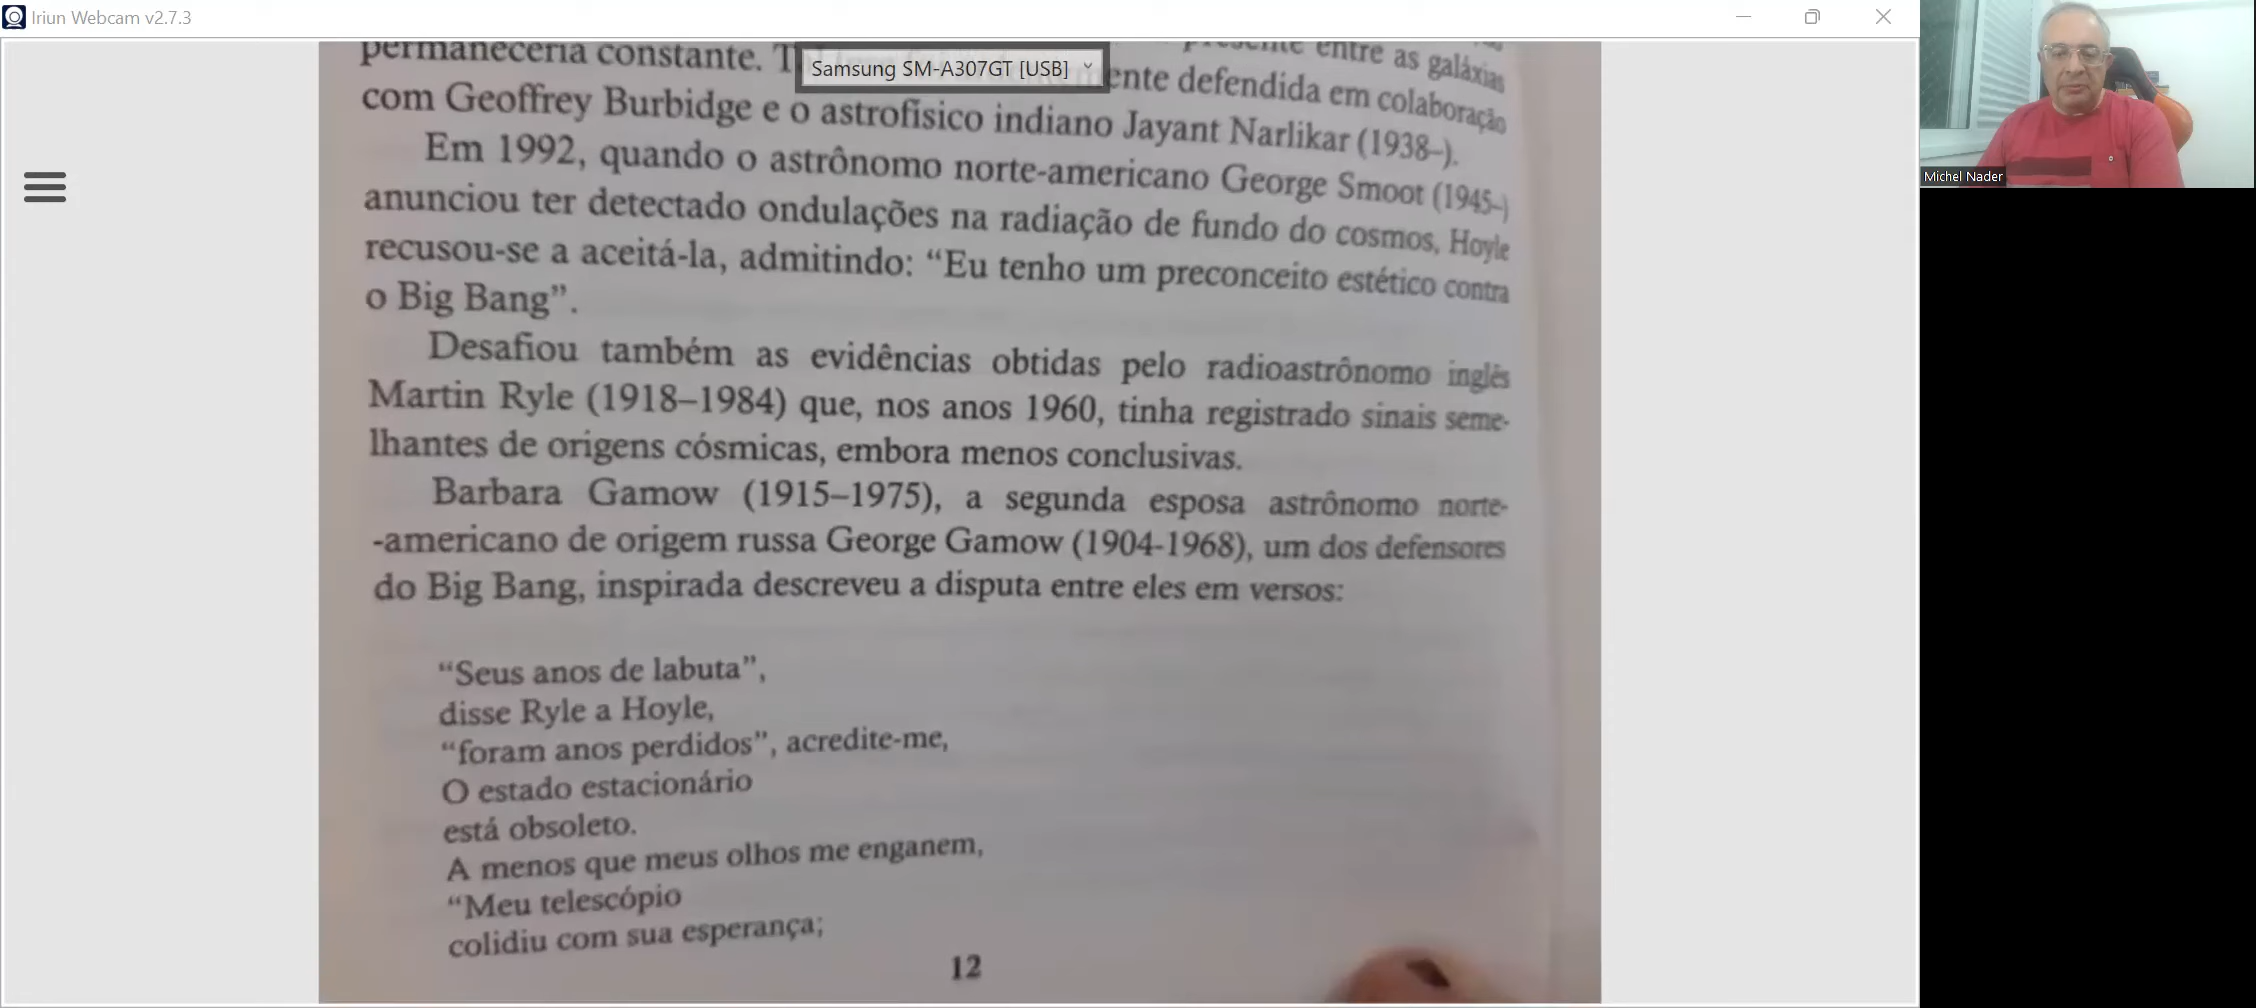 Iriun Webcam v2.7.3
permaneceria constante. presente entre as galáxias
Samsung SM-A307GT [USB]
mente defendida em colaboração
com Geoffrey Burbidge e o astrofísico indiano Jayant Narlikar (1938–).
Em 1992, quando o astrônomo norte-americano George Smoot (1945–)
anunciou ter detectado ondulações na radiação de fundo do cosmos, Hoyle
recusou-se a aceitá-la, admitindo: “Eu tenho um preconceito estético contra
o Big Bang”.
Desafiou também as evidências obtidas pelo radioastrônomo inglês
Martin Ryle (1918–1984) que, nos anos 1960, tinha registrado sinais seme-
lhantes de origens cósmicas, embora menos conclusivas.
Barbara Gamow (1915–1975), a segunda esposa astrônomo norte-
-americano de origem russa George Gamow (1904-1968), um dos defensores
do Big Bang, inspirada descreveu a disputa entre eles em versos:
“Seus anos de labuta”,
disse Ryle a Hoyle,
“foram anos perdidos”, acredite-me,
O estado estacionário
está obsoleto.
A menos que meus olhos me enganem,
“Meu telescópio
colidiu com sua esperança;
12
Michel Nader